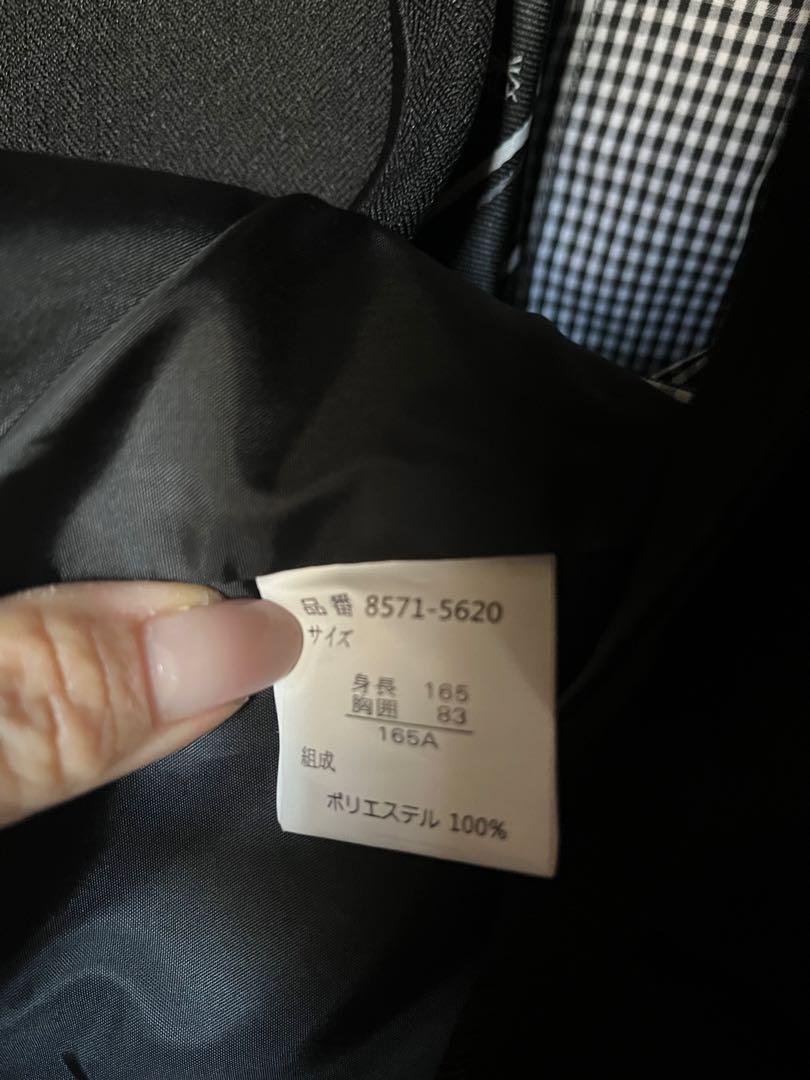 品番 8571-5620
サイズ
身長 165
胸囲 83
165A
組成
ポリエステル 100%